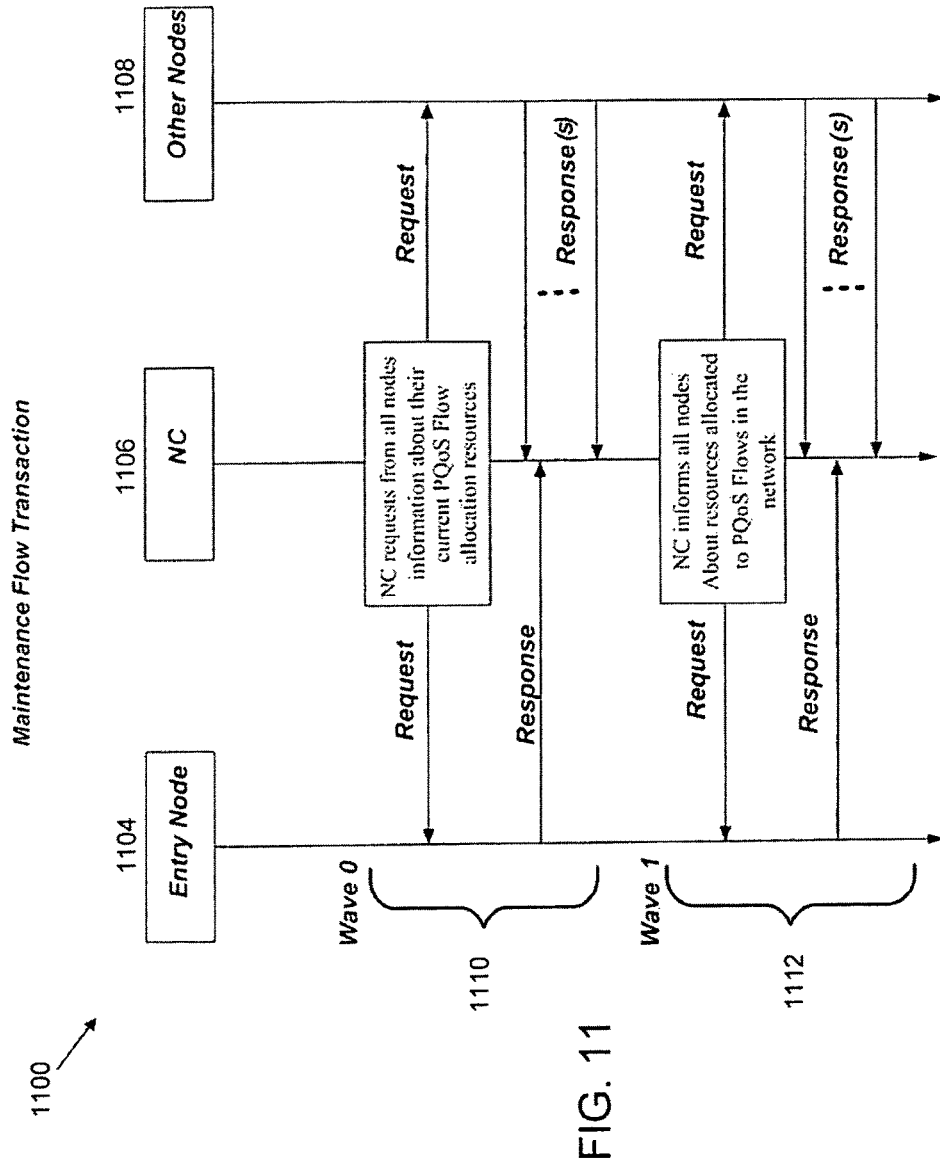 Maintenance Flow Transaction
1100
1104
1106
1108
Entry Node
NC
Other Nodes
Wave 0
1110
NC requests from all nodes
information about their
current PQoS Flow
allocation resources
Request
Request
Response
Response(s)
Wave 1
1112
NC informs all nodes
About resources allocated
to PQoS Flows in the
network
Request
Request
Response
Response(s)
FIG. 11